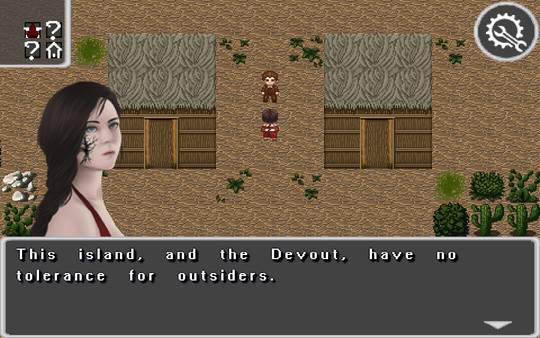 ? 
?
This island, and the Devout, have no
tolerance for outsiders.